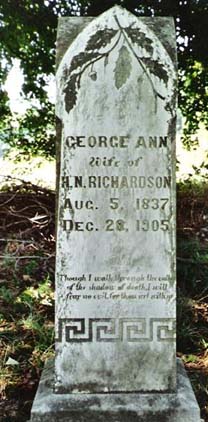 GEORGE ANN
Wife of
H.N. RICHARDSON
Aug. 5, 1837
Dec. 28, 1905
Though I walk through the valley
of the shadow of death, I will
fear no evil, for thou art with me